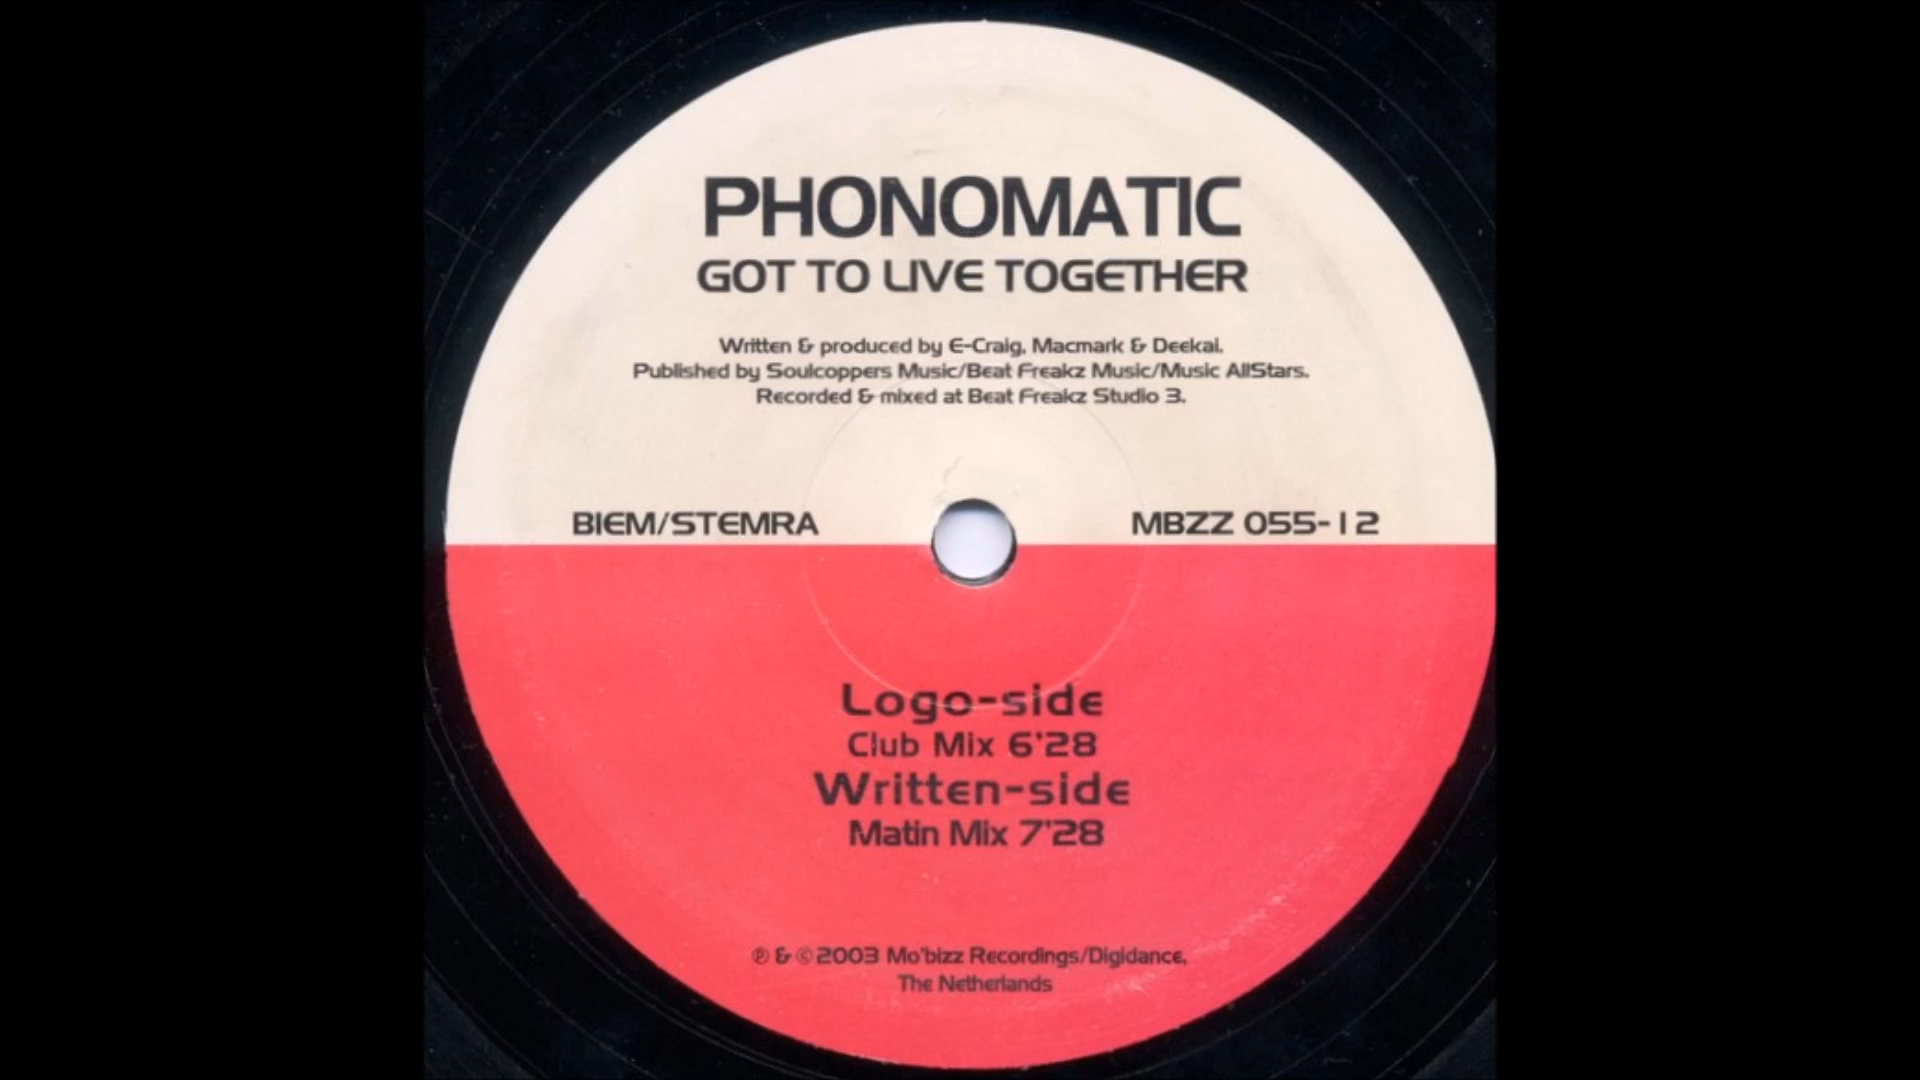 PHONOMATIC
GOT TO LIVE TOGETHER
Written & produced by E-Craig, Macmark & Deekai.
Published by Soulcoppers Music/Beat Freakz Music/Music AllStars.
Recorded & mixed at Beat Freakz Studio 3.
BIEM/STEMRA
MBZZ 055-12
Logo-side
Club Mix 6'28
Written-side
Matin Mix 7'28
℗ & ©2003 Mo'bizz Recordings/Digidance,
The Netherlands